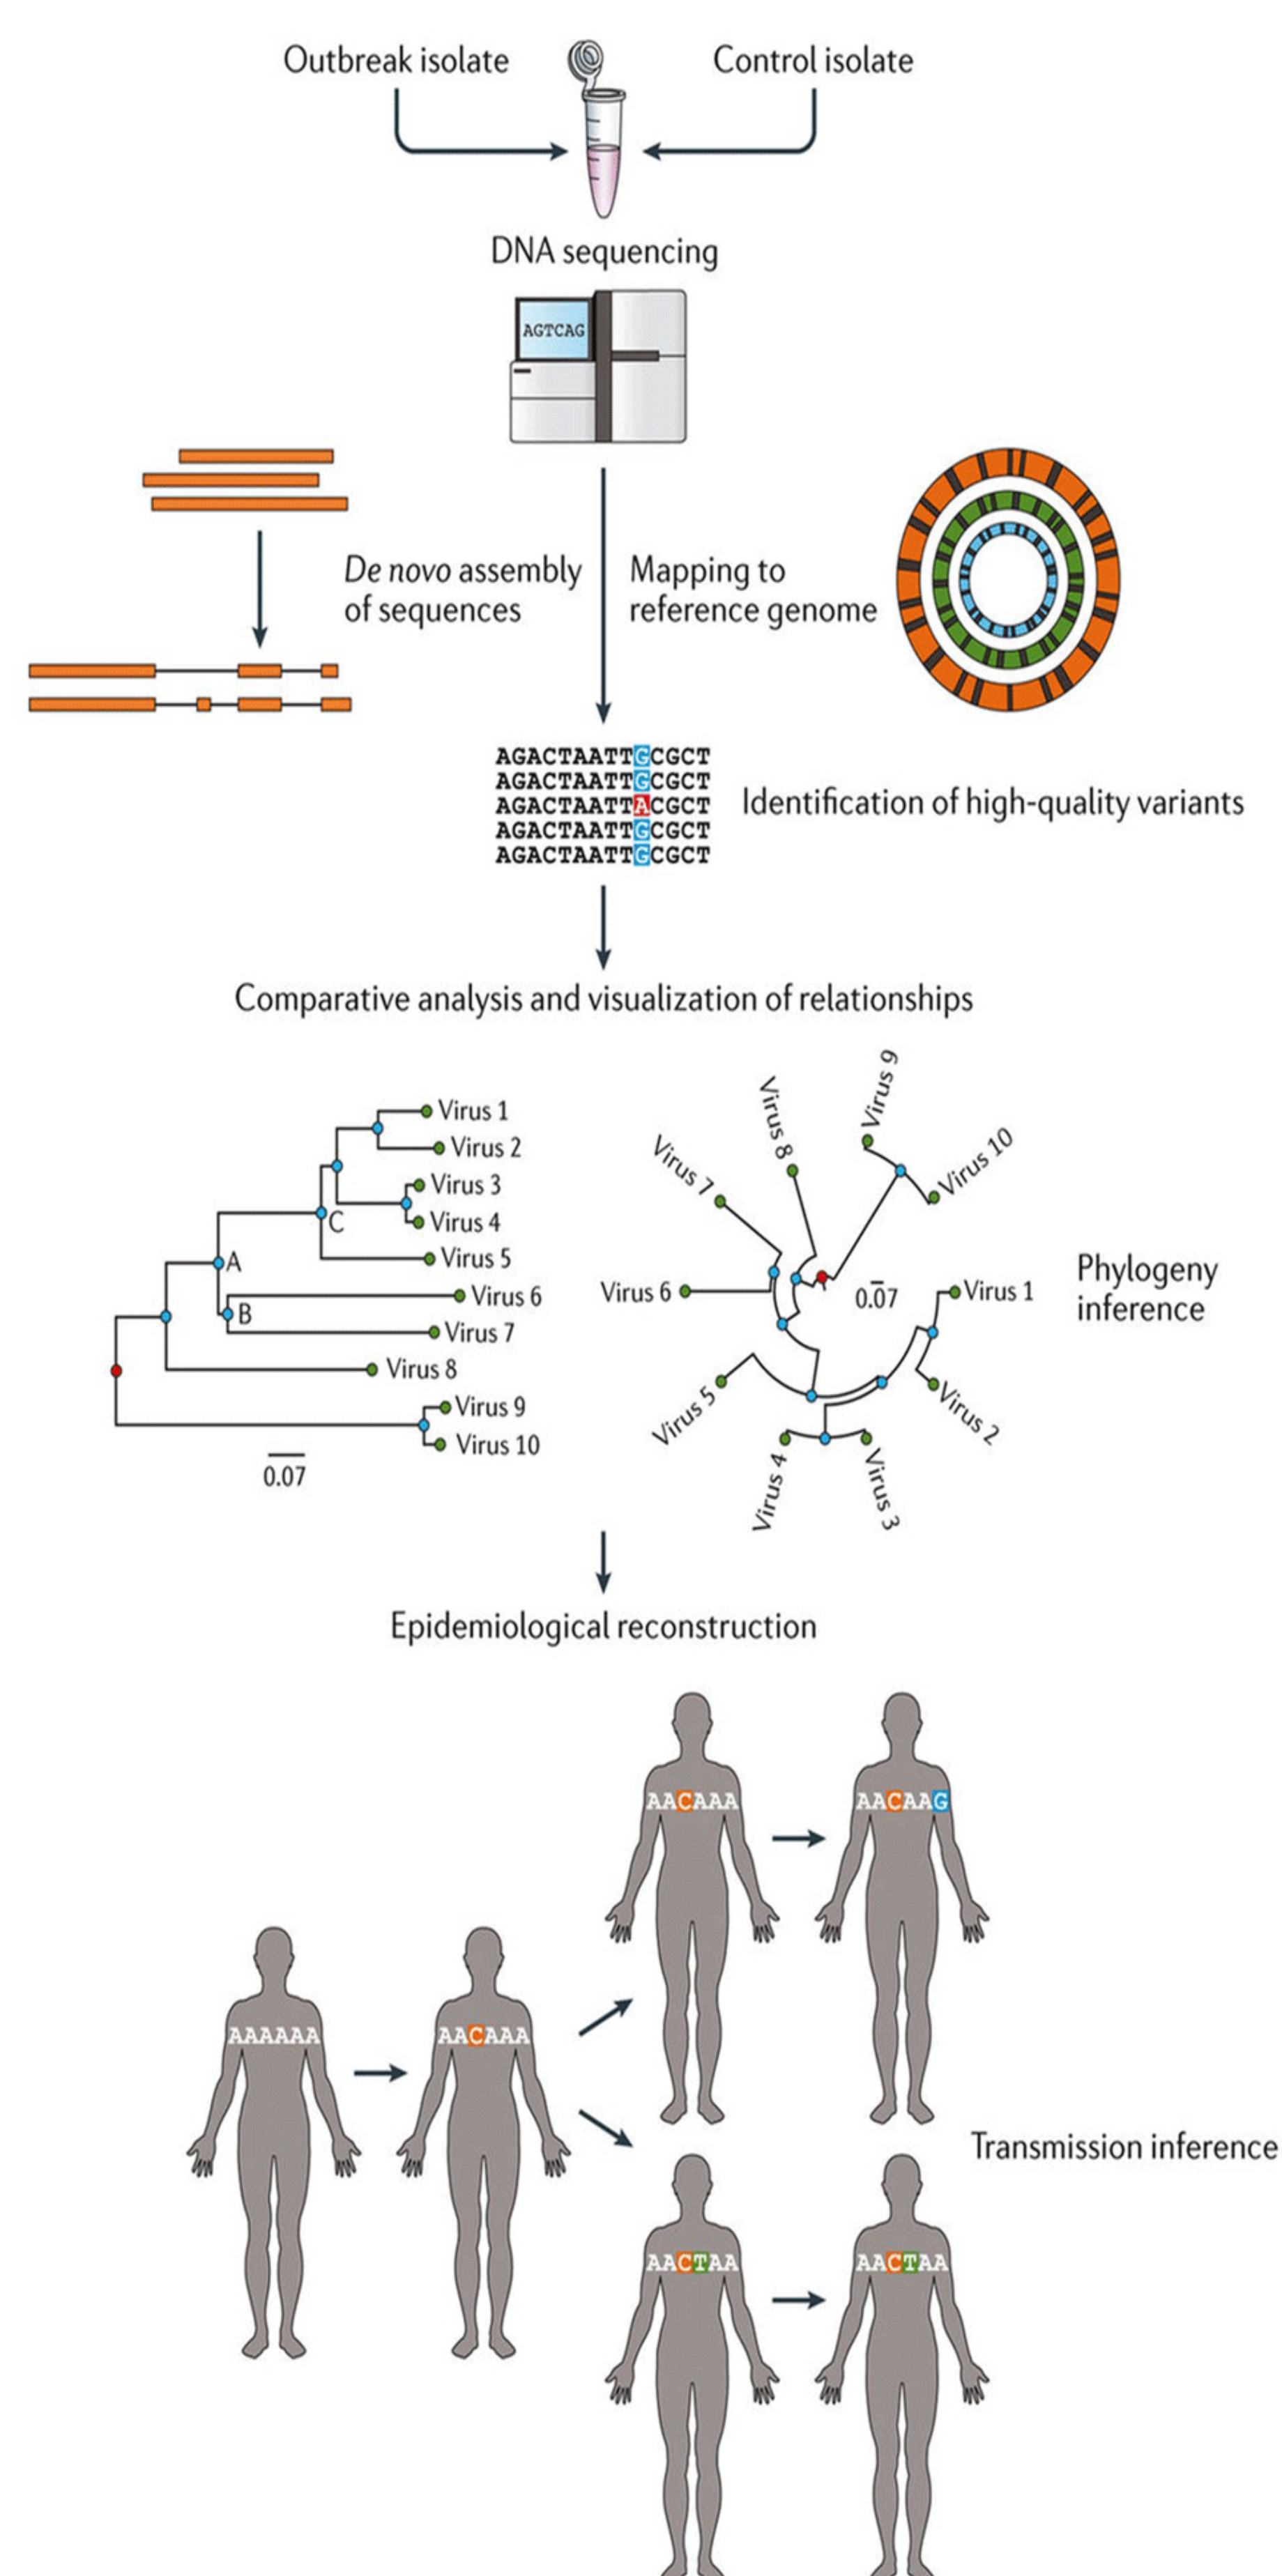 Outbreak isolate
Control isolate
DNA sequencing
AGTCAG
De novo assembly
of sequences
Mapping to
reference genome
AGACTAATTGCGCT
AGACTAATTGCGCT
AGACTAATTACGCT
AGACTAATTGCGCT
AGACTAATTGCGCT
Identification of high-quality variants
Comparative analysis and visualization of relationships
Virus 1
Virus 2
Virus 3
Virus 4
C
Virus 5
A
Virus 6
B
Virus 7
Virus 8
Virus 9
Virus 10
0.07
Virus 9
Virus 8
Virus 10
Virus 7
Virus 6
0.07
Virus 1
Virus 5
Virus 2
Virus 4
Virus 3
Phylogeny
inference
Epidemiological reconstruction
AACAAA
AACAAG
AAAAAA
AACAAA
Transmission inference
AACTAA
AACTAA